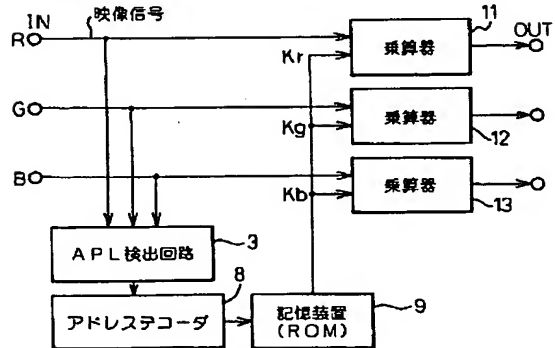 IN
映像信号
R
G
B
Kr
Kg
Kb
乗算器
11
OUT
乗算器
12
乗算器
13
APL検出回路
3
アドレスデコーダ
8
記憶装置
(ROM)
9